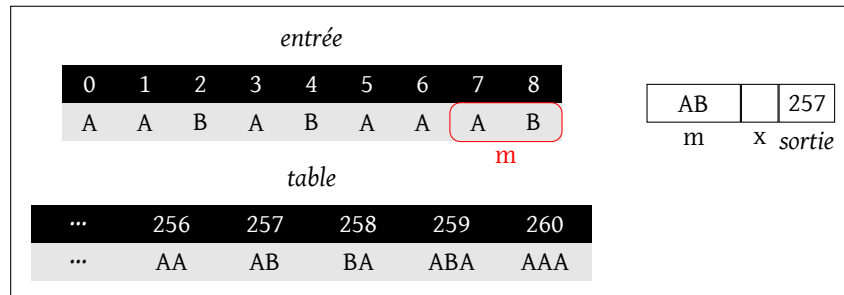 entrée
0 1 2 3 4 5 6 7 8
A A B A B A A A B
m
AB 257
m x sortie
table
... 256 257 258 259 260
... AA AB BA ABA AAA